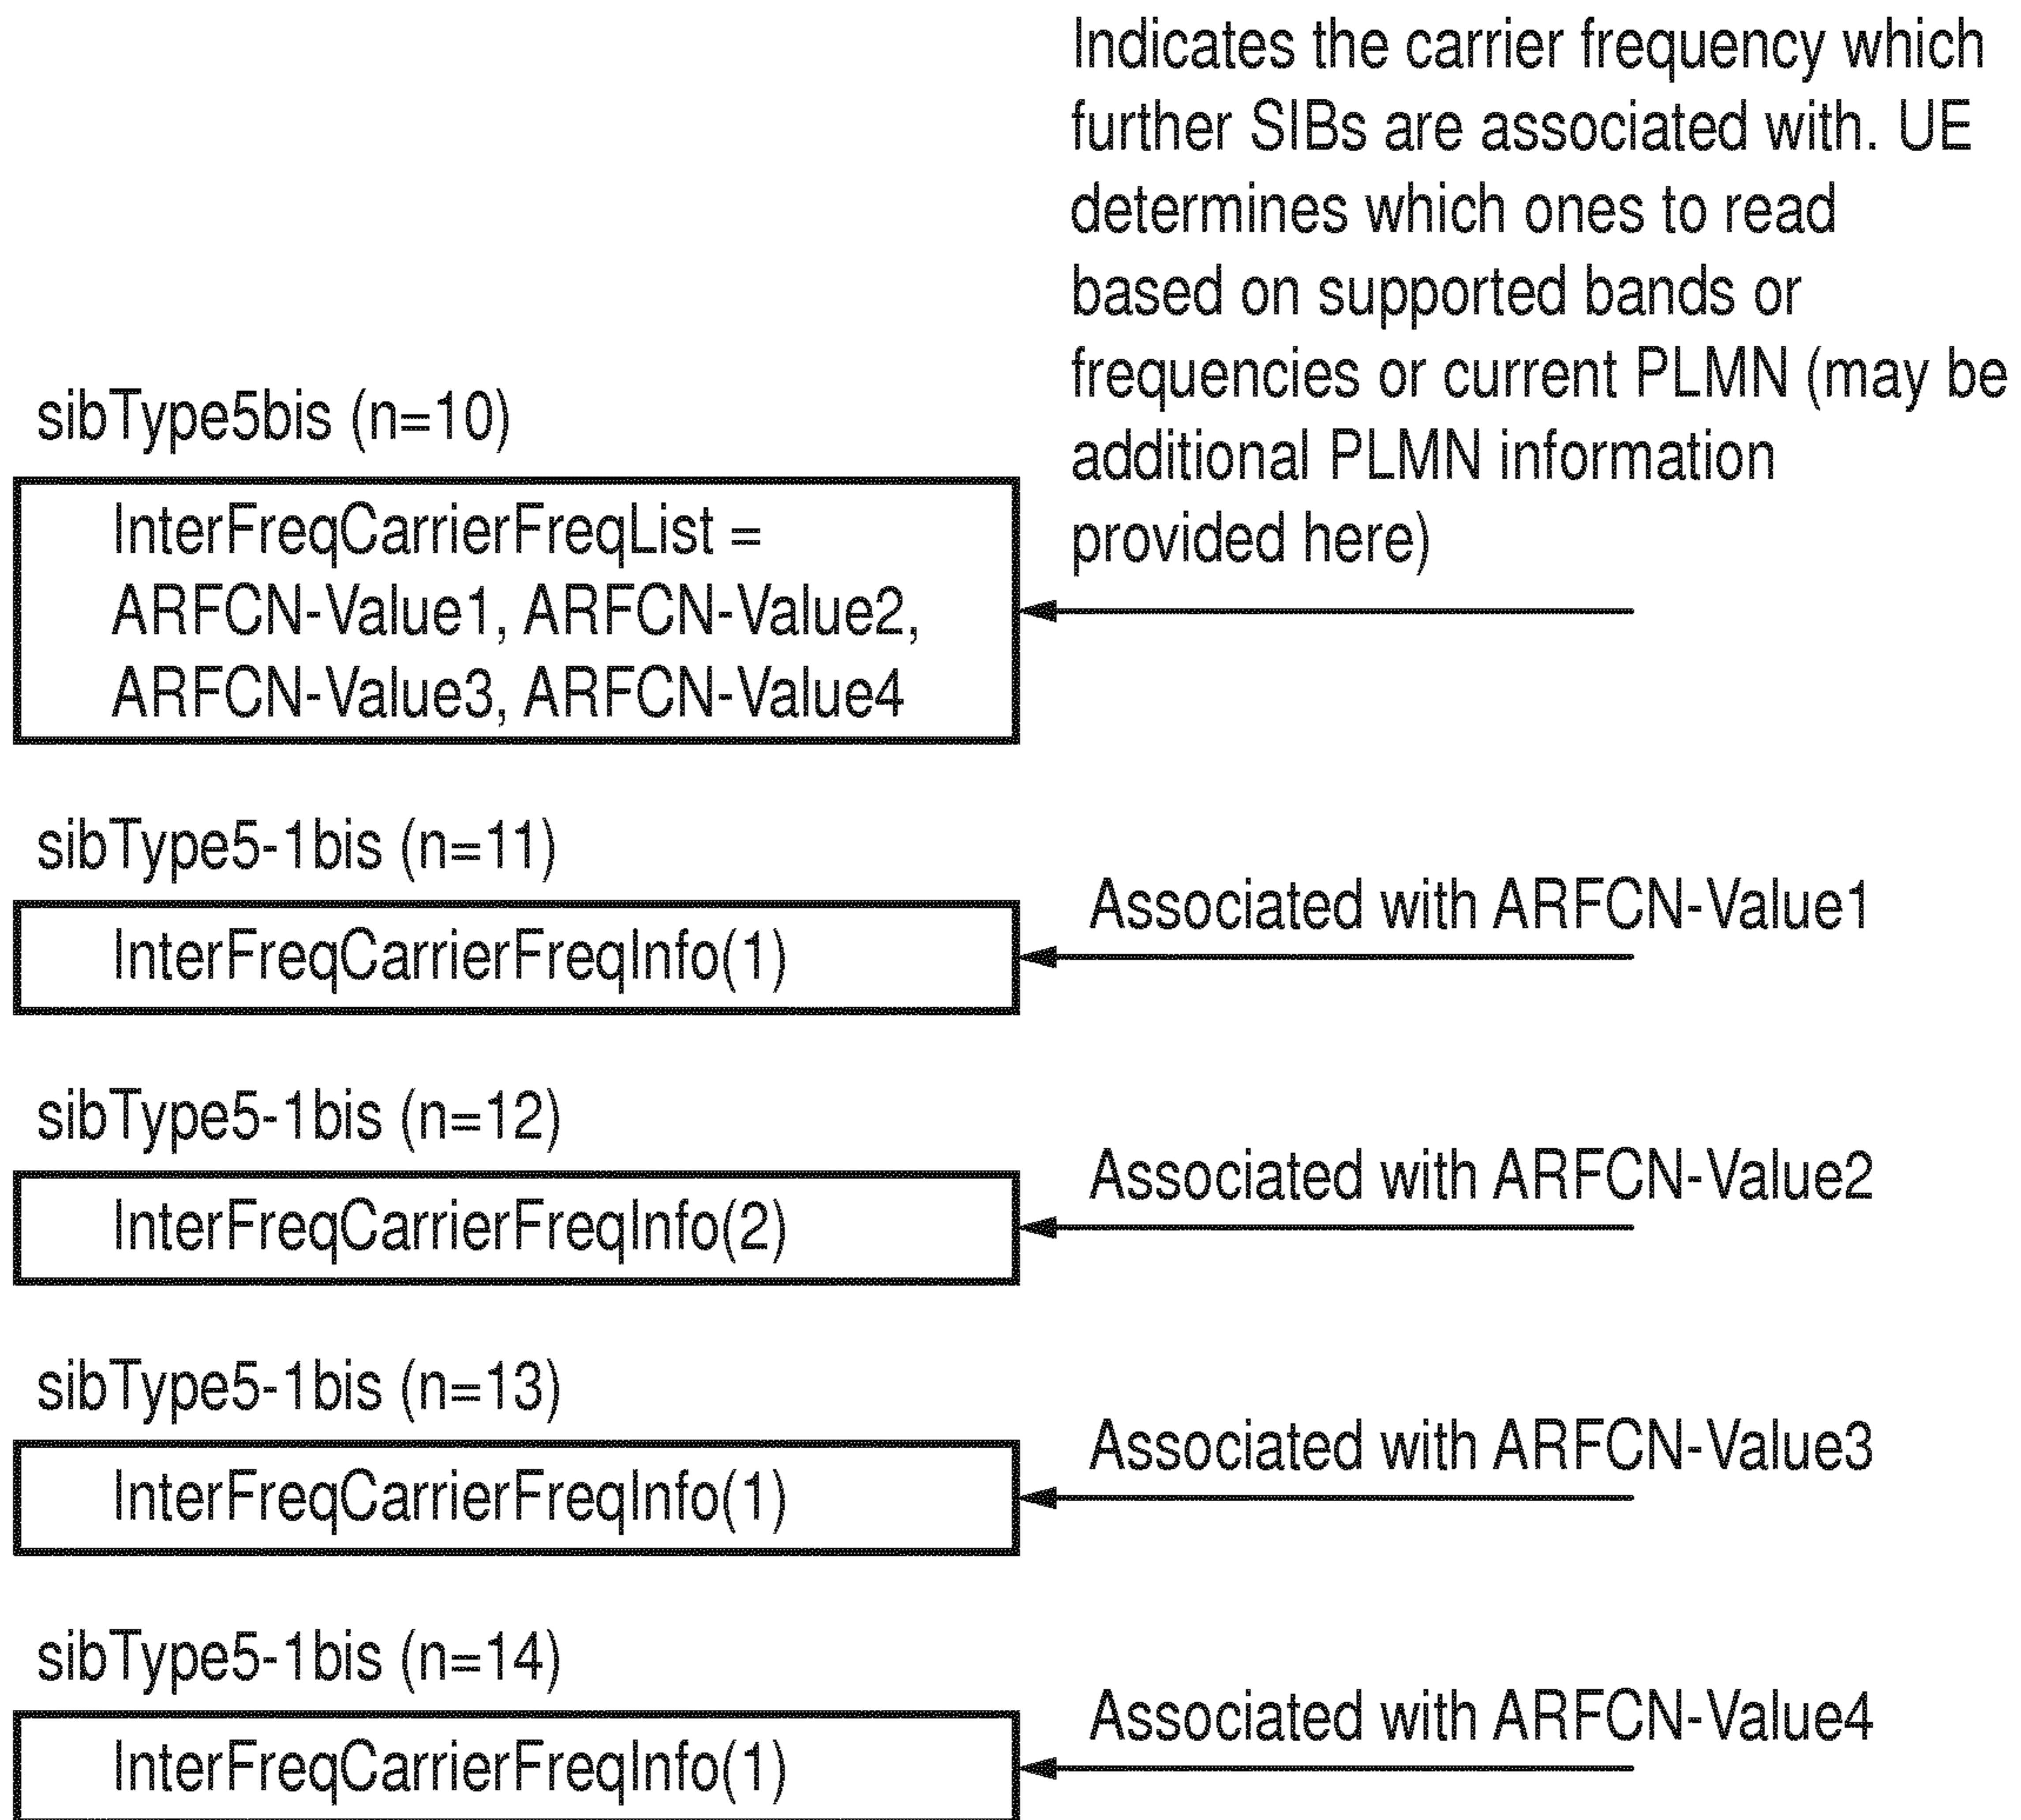 Indicates the carrier frequency which
further SIBs are associated with. UE
determines which ones to read
based on supported bands or
frequencies or current PLMN (may be
additional PLMN information
provided here)
sibType5bis (n=10)
InterFreqCarrierFreqList =
ARFCN-Value1, ARFCN-Value2,
ARFCN-Value3, ARFCN-Value4
sibType5-1bis (n=11)
InterFreqCarrierFreqInfo(1)
Associated with ARFCN-Value1
sibType5-1bis (n=12)
InterFreqCarrierFreqInfo(2)
Associated with ARFCN-Value2
sibType5-1bis (n=13)
InterFreqCarrierFreqInfo(1)
Associated with ARFCN-Value3
sibType5-1bis (n=14)
InterFreqCarrierFreqInfo(1)
Associated with ARFCN-Value4